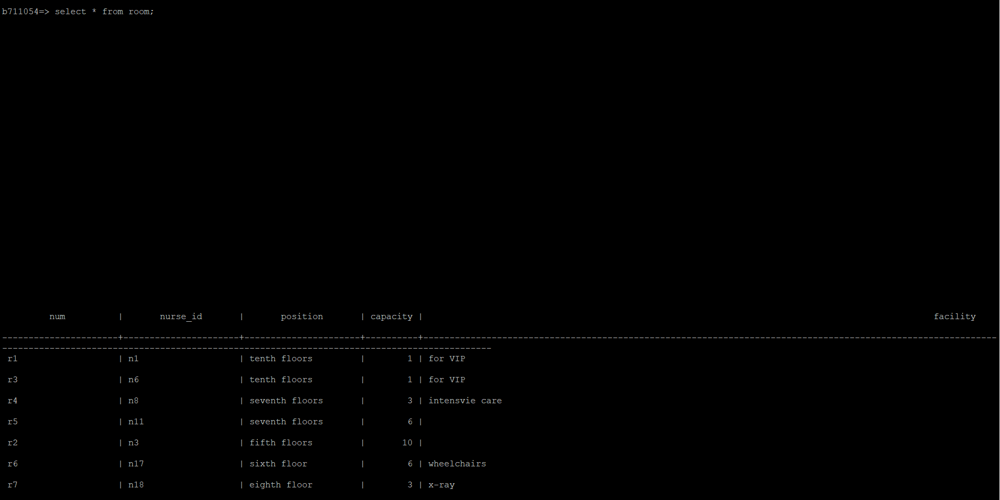 b711054=> select * from room;
num | nurse_id | position | capacity | facility
----------------------+----------------------+----------------------+----------+-------------------------------------------------------------------------------------------------------------
---------------------------------------------------------------------------------------------
r1 | n1 | tenth floors | 1 | for VIP
r3 | n6 | tenth floors | 1 | for VIP
r4 | n8 | seventh floors | 3 | intensvie care
r5 | n11 | seventh floors | 6 |
r2 | n3 | fifth floors | 10 |
r6 | n17 | sixth floor | 6 | wheelchairs
r7 | n18 | eighth floor | 3 | x-ray